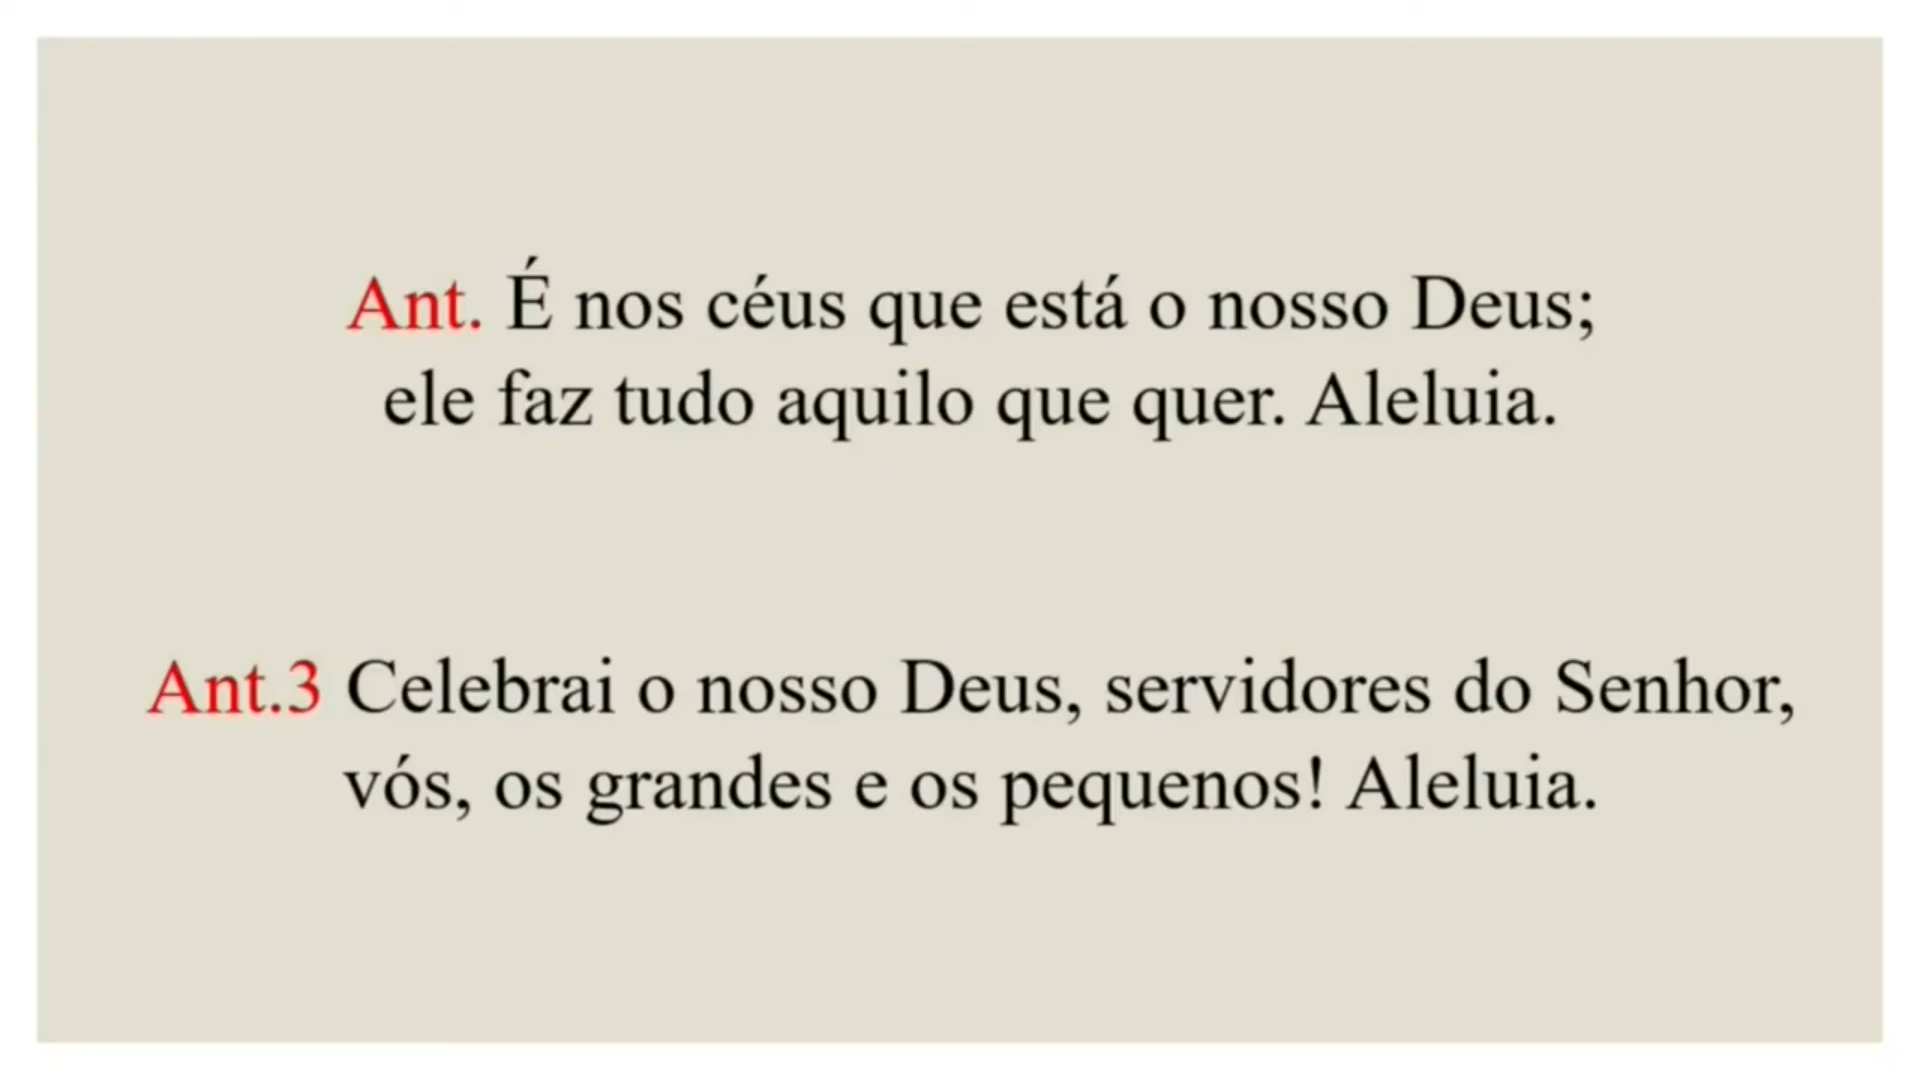 Ant. É nos céus que está o nosso Deus;
ele faz tudo aquilo que quer. Aleluia.
Ant.3 Celebrai o nosso Deus, servidores do Senhor,
vós, os grandes e os pequenos! Aleluia.